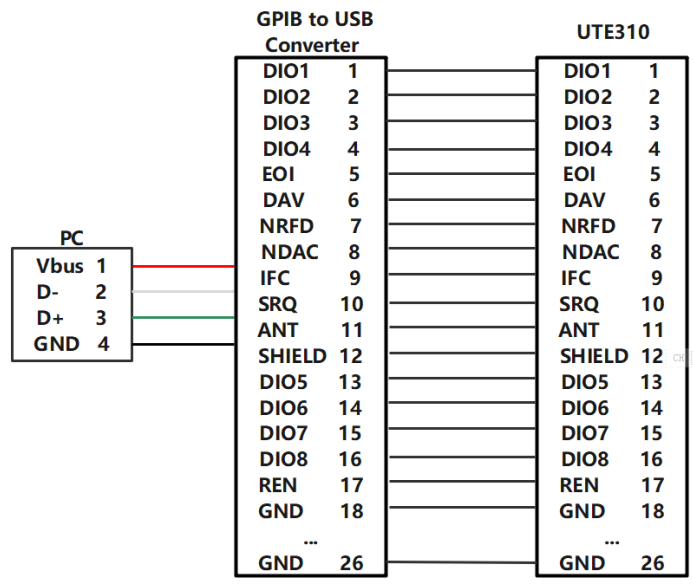 GPIB to USB
Converter
UTE310
DIO1 1
DIO2 2
DIO3 3
DIO4 4
EOI 5
DAV 6
NRFD 7
NDAC 8
IFC 9
SRQ 10
ANT 11
SHIELD 12
DIO5 13
DIO6 14
DIO7 15
DIO8 16
REN 17
GND 18
...
GND 26
PC
Vbus 1
D- 2
D+ 3
GND 4
DIO1 1
DIO2 2
DIO3 3
DIO4 4
EOI 5
DAV 6
NRFD 7
NDAC 8
IFC 9
SRQ 10
ANT 11
SHIELD 12
DIO5 13
DIO6 14
DIO7 15
DIO8 16
REN 17
GND 18
...
GND 26